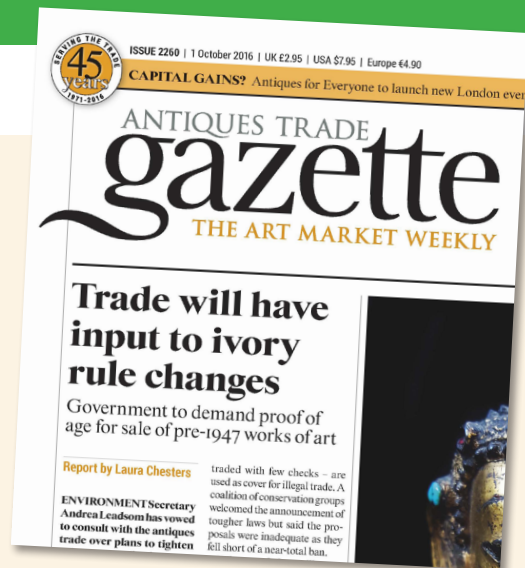 SERVING THE TRADE
45
years
1971-2016
ISSUE 2260 | 1 October 2016 | UK £2.95 | USA $7.95 | Europe €4.90
CAPITAL GAINS? Antiques for Everyone to launch new London
ANTIQUES TRADE
gazette
THE ART MARKET WEEKLY
Trade will have
input to ivory
rule changes
Government to demand proof of
age for sale of pre-1947 works of art
Report by Laura Chesters
ENVIRONMENT Secretary
Andrea Leadsom has vowed
to consult with the antiques
trade over plans to tighten
traded with few checks – are
used as cover for illegal trade. A
coalition of conservation groups
welcomed the announcement of
tougher laws but said the pro-
posals were inadequate as they
fell short of a near-total ban.